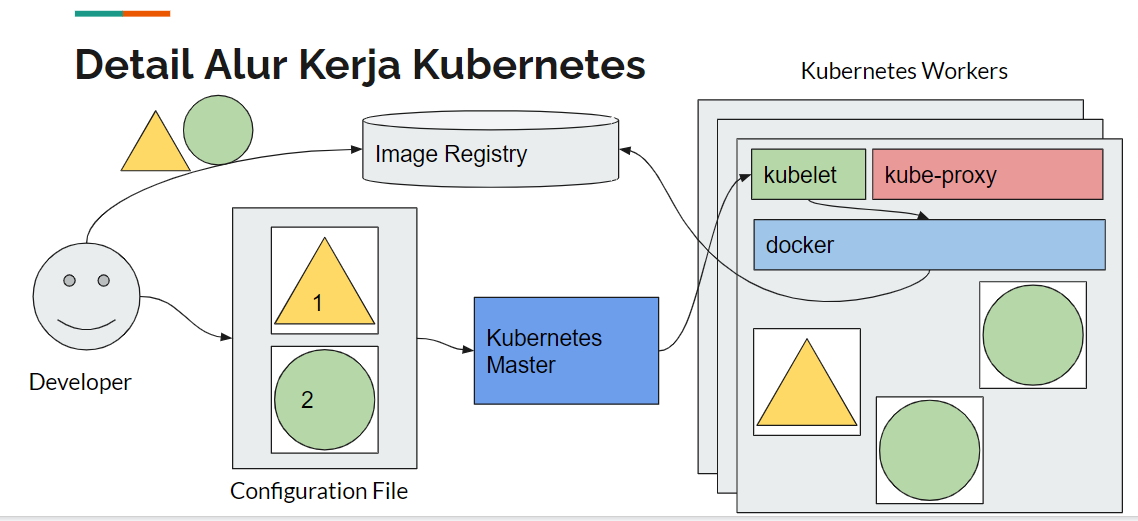 Detail Alur Kerja Kubernetes
Kubernetes Workers
Image Registry
kubelet
kube-proxy
docker
1
2
Kubernetes
Master
Developer
Configuration File